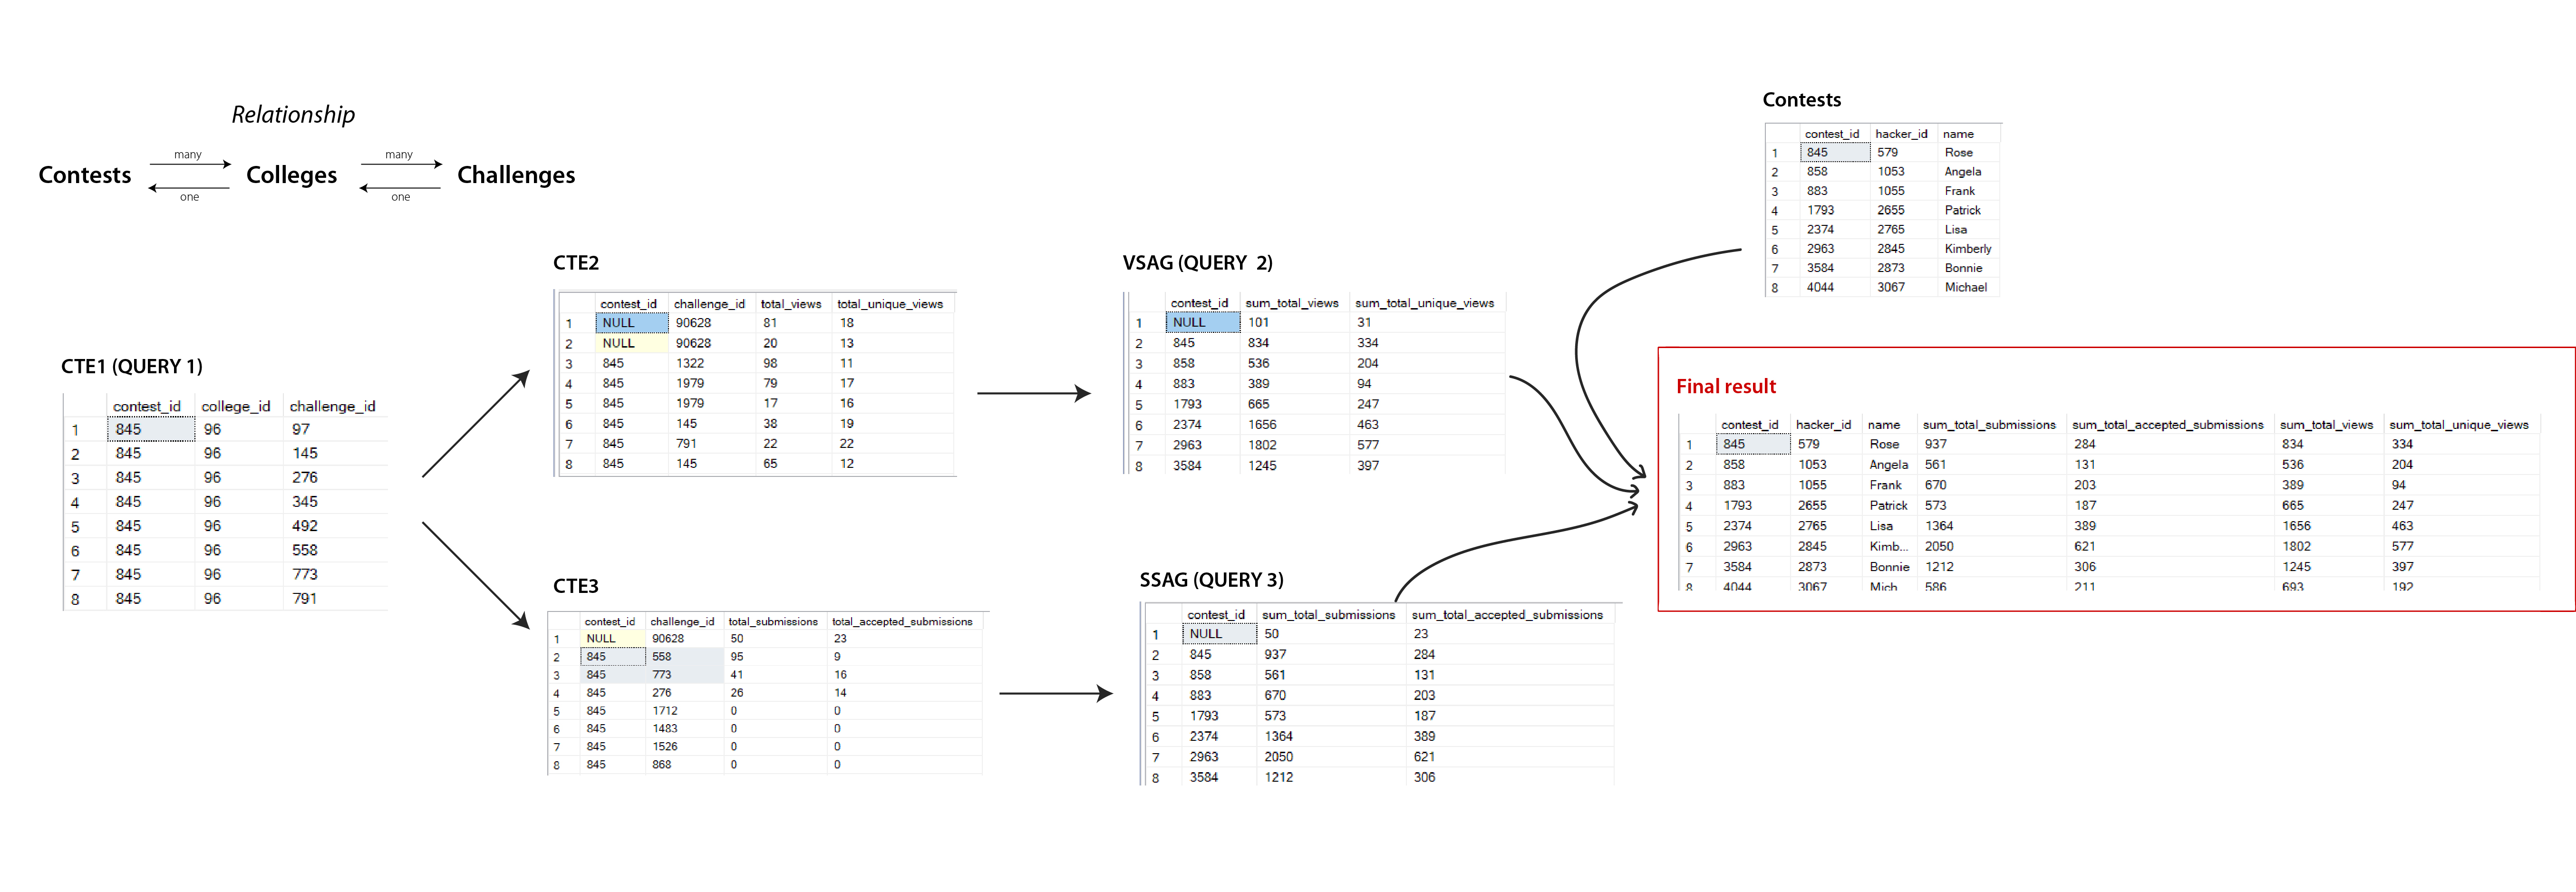 Relationship
Contests many one Colleges many one Challenges
CTE1 (QUERY 1)
contest_id college_id challenge_id
1 845 96 97
2 845 96 145
3 845 96 276
4 845 96 345
5 845 96 492
6 845 96 558
7 845 96 773
8 845 96 791
CTE2
contest_id challenge_id total_views total_unique_views
1 NULL 90628 81 18
2 NULL 90628 20 13
3 845 1322 98 11
4 845 1979 79 17
5 845 1979 17 16
6 845 145 38 19
7 845 791 22 22
8 845 145 65 12
CTE3
contest_id challenge_id total_submissions total_accepted_submissions
1 NULL 90628 50 23
2 845 558 95 9
3 845 773 41 16
4 845 276 26 14
5 845 1712 0 0
6 845 1483 0 0
7 845 1526 0 0
8 845 868 0 0
VSAG (QUERY 2)
contest_id sum_total_views sum_total_unique_views
1 NULL 101 31
2 845 834 334
3 858 536 204
4 883 389 94
5 1793 665 247
6 2374 1656 463
7 2963 1802 577
8 3584 1245 397
SSAG (QUERY 3)
contest_id sum_total_submissions sum_total_accepted_submissions
1 NULL 50 23
2 845 937 284
3 858 561 131
4 883 670 203
5 1793 573 187
6 2374 1364 389
7 2963 2050 621
8 3584 1212 306
Contests
contest_id hacker_id name
1 845 579 Rose
2 858 1053 Angela
3 883 1055 Frank
4 1793 2655 Patrick
5 2374 2765 Lisa
6 2963 2845 Kimberly
7 3584 2873 Bonnie
8 4044 3067 Michael
Final result
contest_id hacker_id name sum_total_submissions sum_total_accepted_submissions sum_total_views sum_total_unique_views
1 845 579 Rose 937 284 834 334
2 858 1053 Angela 561 131 536 204
3 883 1055 Frank 670 203 389 94
4 1793 2655 Patrick 573 187 665 247
5 2374 2765 Lisa 1364 389 1656 463
6 2963 2845 Kimb... 2050 621 1802 577
7 3584 2873 Bonnie 1212 306 1245 397
8 4044 3067 Mich 586 211 693 192